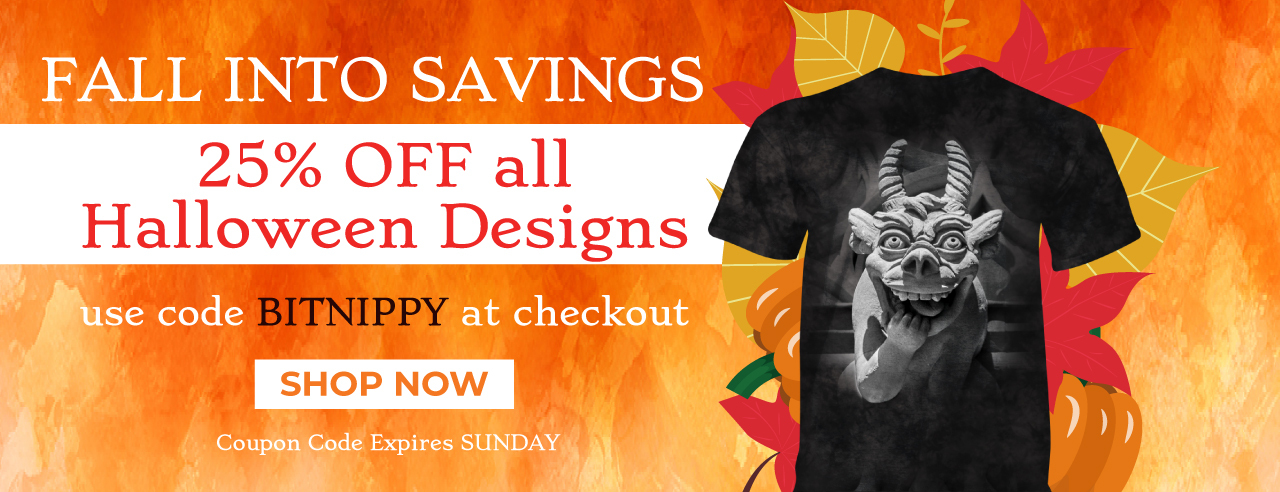 FALL INTO SAVINGS
25% OFF all
Halloween Designs
use code BITNIPPY at checkout
SHOP NOW
Coupon Code Expires SUNDAY